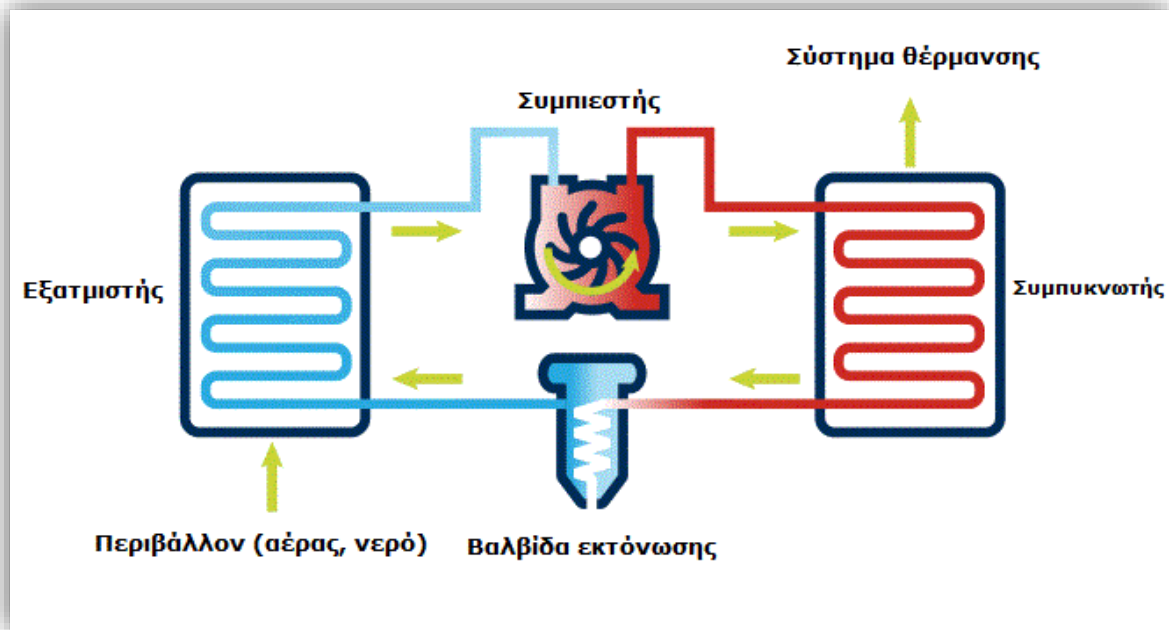 Σύστημα θέρμανσης
Συμπιεστής
Εξατμιστής
Συμπυκνωτής
Περιβάλλον (αέρας, νερό)
Βαλβίδα εκτόνωσης